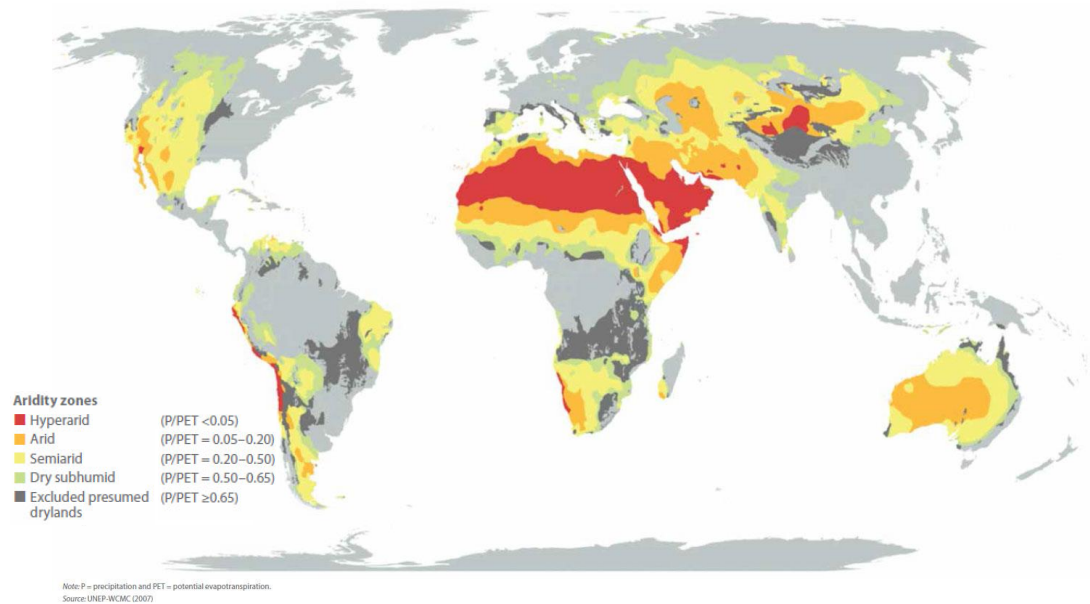 Aridity zones
Hyperarid (P/PET <0.05)
Arid (P/PET = 0.05–0.20)
Semiarid (P/PET = 0.20–0.50)
Dry subhumid (P/PET = 0.50–0.65)
Excluded presumed (P/PET ≥0.65)
drylands
Note: P = precipitation and PET = potential evapotranspiration.
Source: UNEP-WCMC (2007)